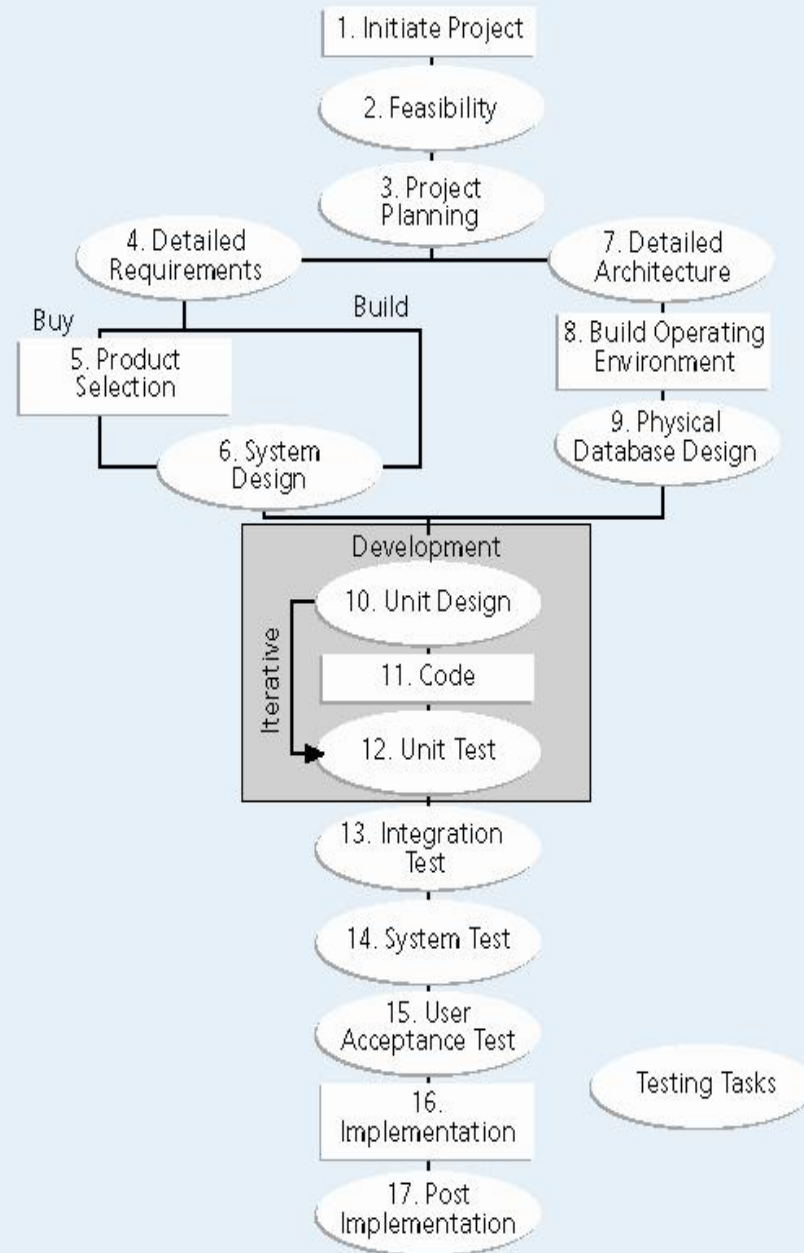 1. Initiate Project
2. Feasibility
3. Project
Planning
4. Detailed
Requirements
7. Detailed
Architecture
Buy
Build
5. Product
Selection
8. Build Operating
Environment
6. System
Design
9. Physical
Database Design
Development
Iterative
10. Unit Design
11. Code
12. Unit Test
13. Integration
Test
14. System Test
15. User
Acceptance Test
Testing Tasks
16.
Implementation
17. Post
Implementation